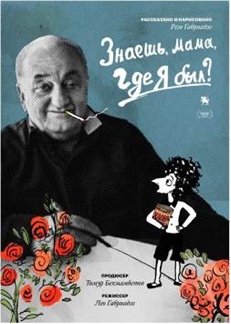 РАССКАЗАНО И НАРИСОВАНО
Резо Габриадзе
Знаешь, мама,
где я был?
ПРОДЮСЕР
Тимур Бекмамбетов
РЕЖИССЕР
Лео Габриадзе